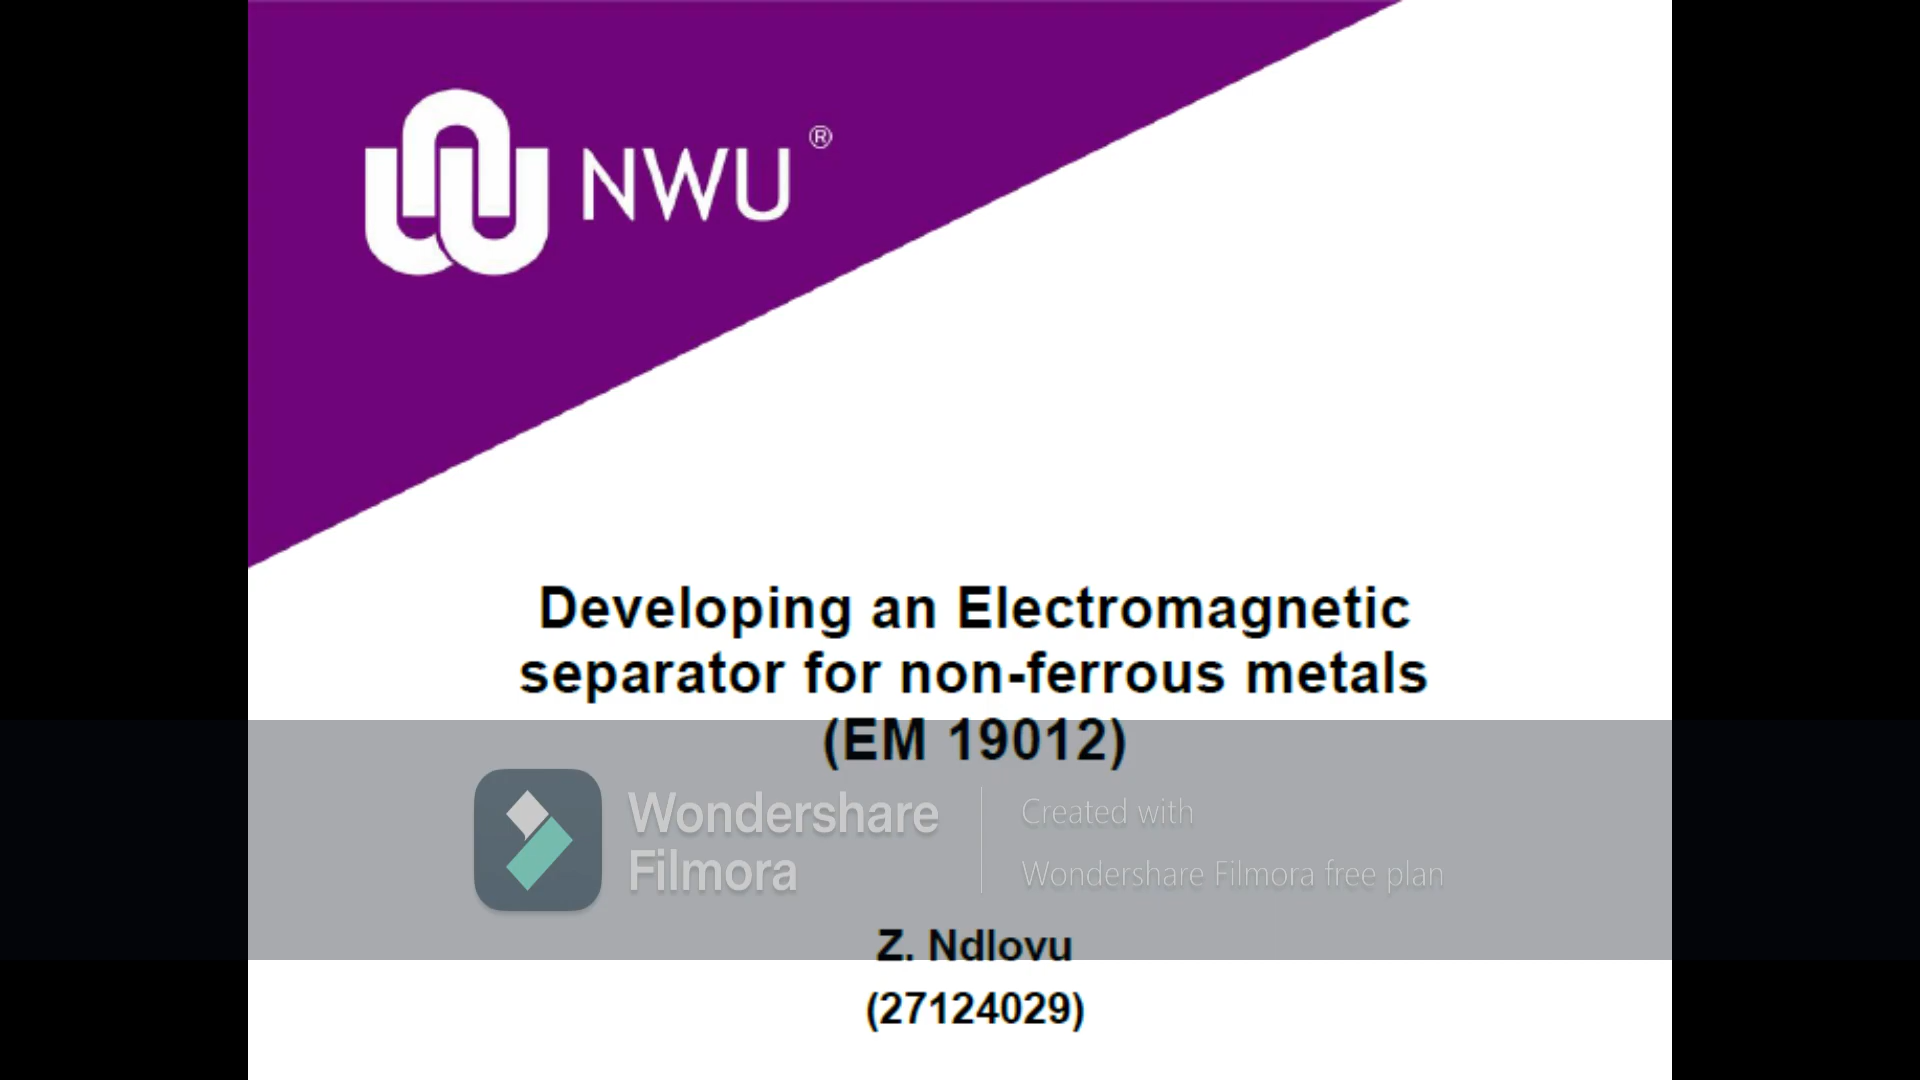 NWU ®
Developing an Electromagnetic
separator for non-ferrous metals
(EM 19012)
Wondershare
Filmora
Created with
Wondershare Filmora free plan
Z. Ndlovu
(27124029)